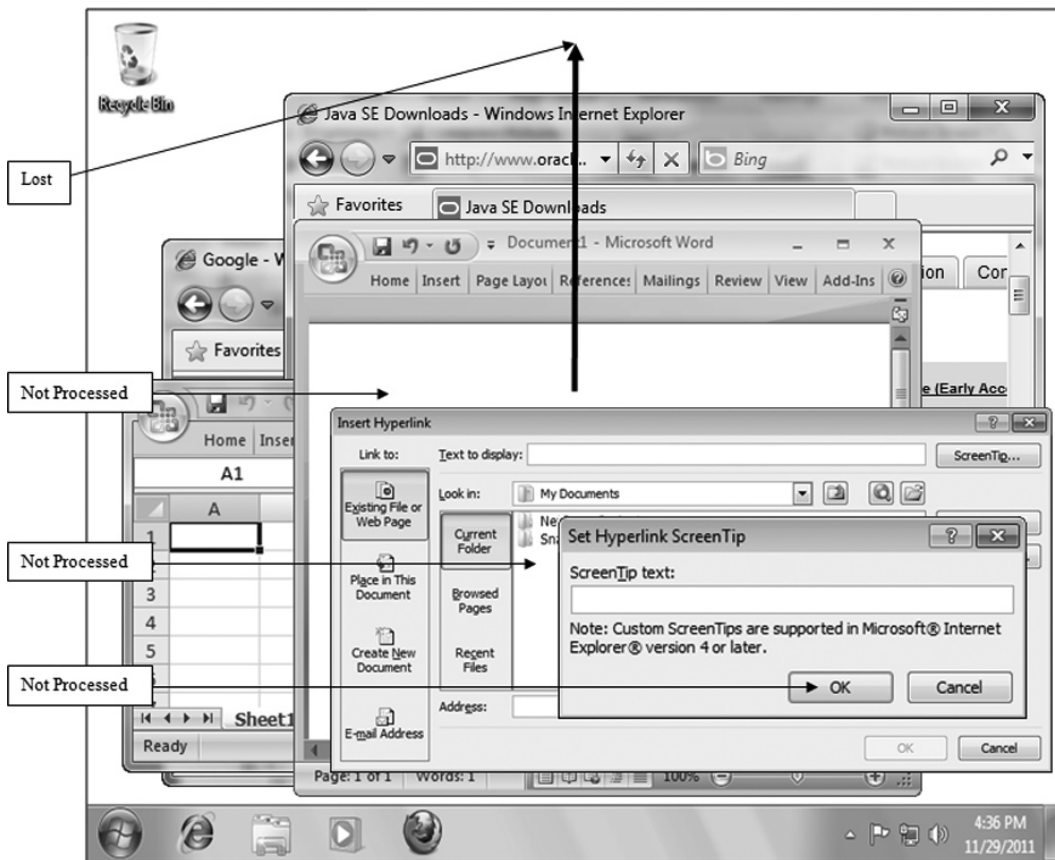 Recycle Bin
Java SE Downloads - Windows Internet Explorer
http://www.oracl..
Bing
Lost
Favorites
Java SE Downloads
Document1 - Microsoft Word
Google - W
Home Insert Page Layou References Mailings Review View Add-Ins
ion
Cor
Favorites
Not Processed
e (Early Acc
Insert Hyperlink
Home Inser
Link to:
Text to display:
ScreenTip...
A1
Look in:
My Documents
Existing File or
Web Page
A
Current
Folder
Set Hyperlink ScreenTip
1
ScreenTip text:
Not Processed
Place in This
Document
3
Browsed
Pages
4
Note: Custom ScreenTips are supported in Microsoft® Internet
Explorer® version 4 or later.
5
Create New
Document
Recent
Files
Not Processed
OK
Cancel
Address:
Sheet1
E-mail Address
Ready
OK
Cancel
Page: 1 of 1
Words: 1
100%
4:36 PM
11/29/2011